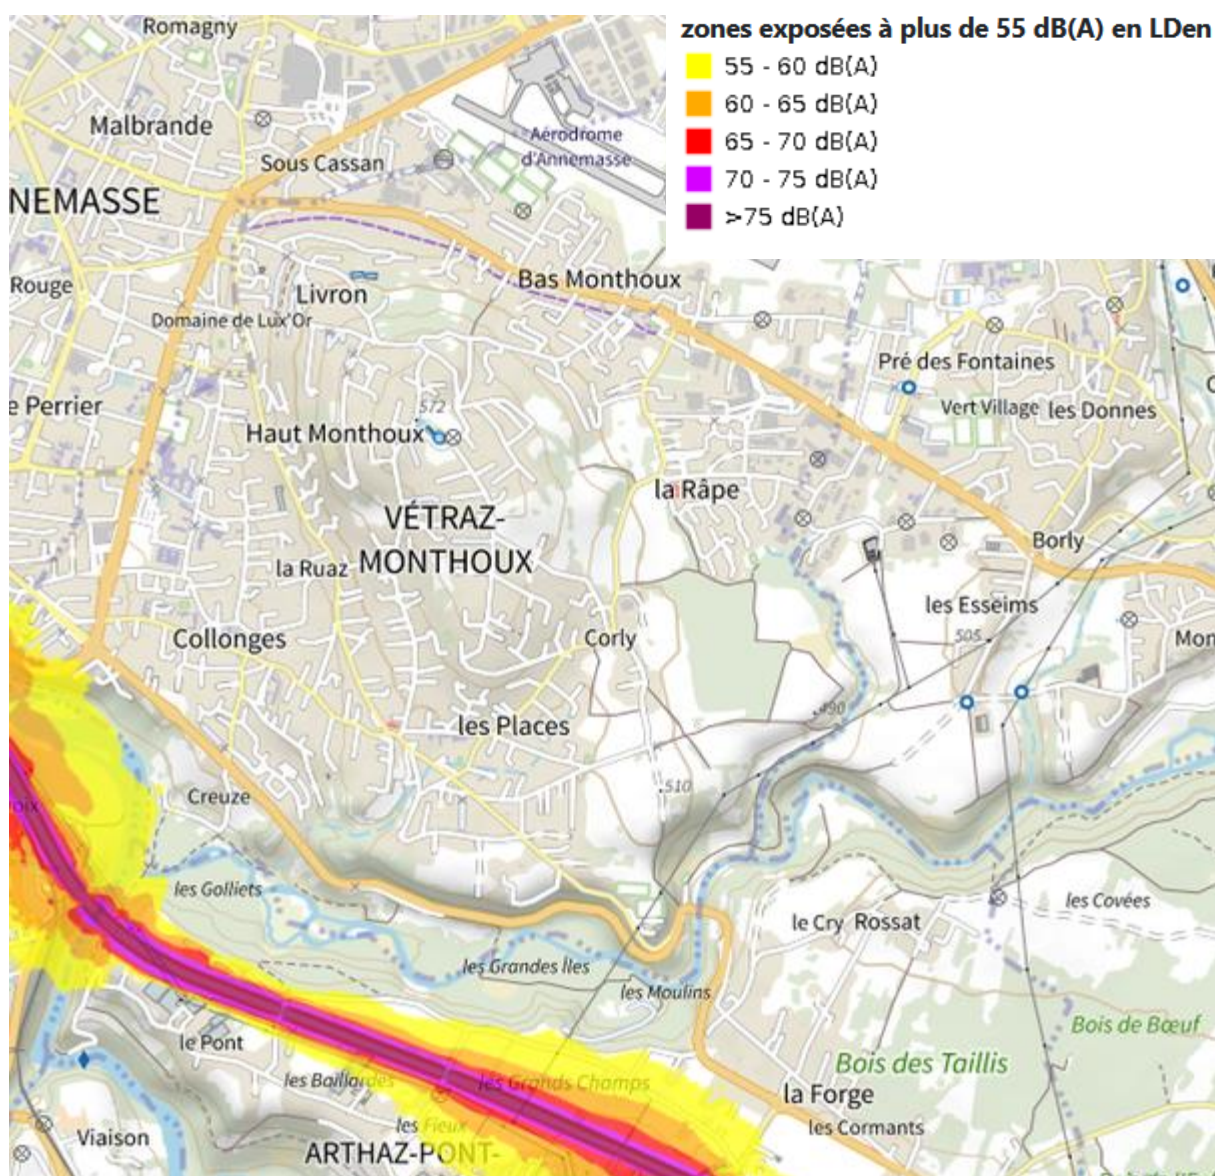 zones exposées à plus de 55 dB(A) en LDen
55 - 60 dB(A)
60 - 65 dB(A)
65 - 70 dB(A)
70 - 75 dB(A)
>75 dB(A)
Romagny
Malbrande
Sous Cassan
Aérodrome
d'Annemasse
NEMASSE
Bas Monthoux
Rouge
Livron
Domaine de Lux'Or
Pré des Fontaines
e Perrier
572
Vert Village
les Donnes
Haut Monthoux
la Râpe
VÉTRAZ-
MONTHOUX
Borly
la Ruaz
les Esseims
505
Collonges
Corly
Mon
les Places
490
510
Creuze
oix
les Golliets
les Covées
le Cry
Rossat
les Grandes Îles
les Moulins
Bois de Bœuf
le Pont
Bois des Taillis
les Baillardes
les Grands Champs
la Forge
les Fieux
les Cormants
Viaison
ARTHAZ-PONT-